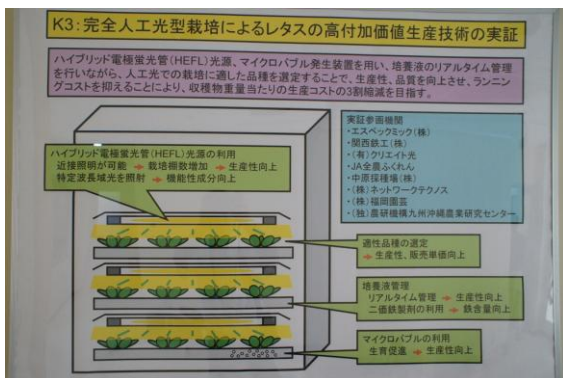 K3：完全人工光型栽培によるレタスの高付加価値生産技術の実証
ハイブリッド電極蛍光管(HEFL)光源、マイクロバブル発生装置を用い、培養液のリアルタイム管理
を行いながら、人工光での栽培に適した品種を選定することで、生産性、品質を向上させ、ランニン
グコストを抑えることにより、収穫物重量当たりの生産コストの3割縮減を目指す。
ハイブリッド電極蛍光管(HEFL)光源の利用
近接照明が可能 → 栽培棚数増加 → 生産性向上
特定波長域光を照射 → 機能性成分向上
実証参画機関
・エスペックミック(株)
・関西鉄工(株)
・(有)クリエイト光
・JA全農ふくれん
・中原採種場(株)
・(株)ネットワークテクノス
・(株)福岡園芸
・(独)農研機構九州沖縄農業研究センター
適性品種の選定
→ 生産性、販売単価向上
培養液管理
リアルタイム管理 → 生産性向上
二価鉄製剤の利用 → 鉄含量向上
マイクロバブルの利用
生育促進 → 生産性向上